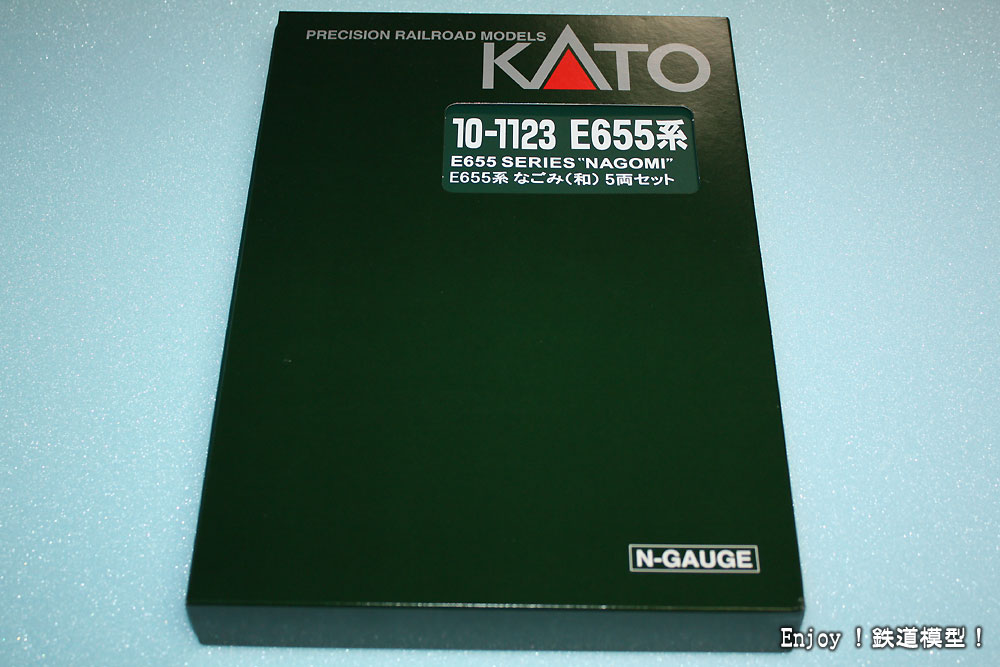 PRECISION RAILROAD MODELS
KATO
10-1123 E655系
E655 SERIES "NAGOMI"
E655系 なごみ(和) 5両セット
N-GAUGE
Enjoy！鉄道模型！